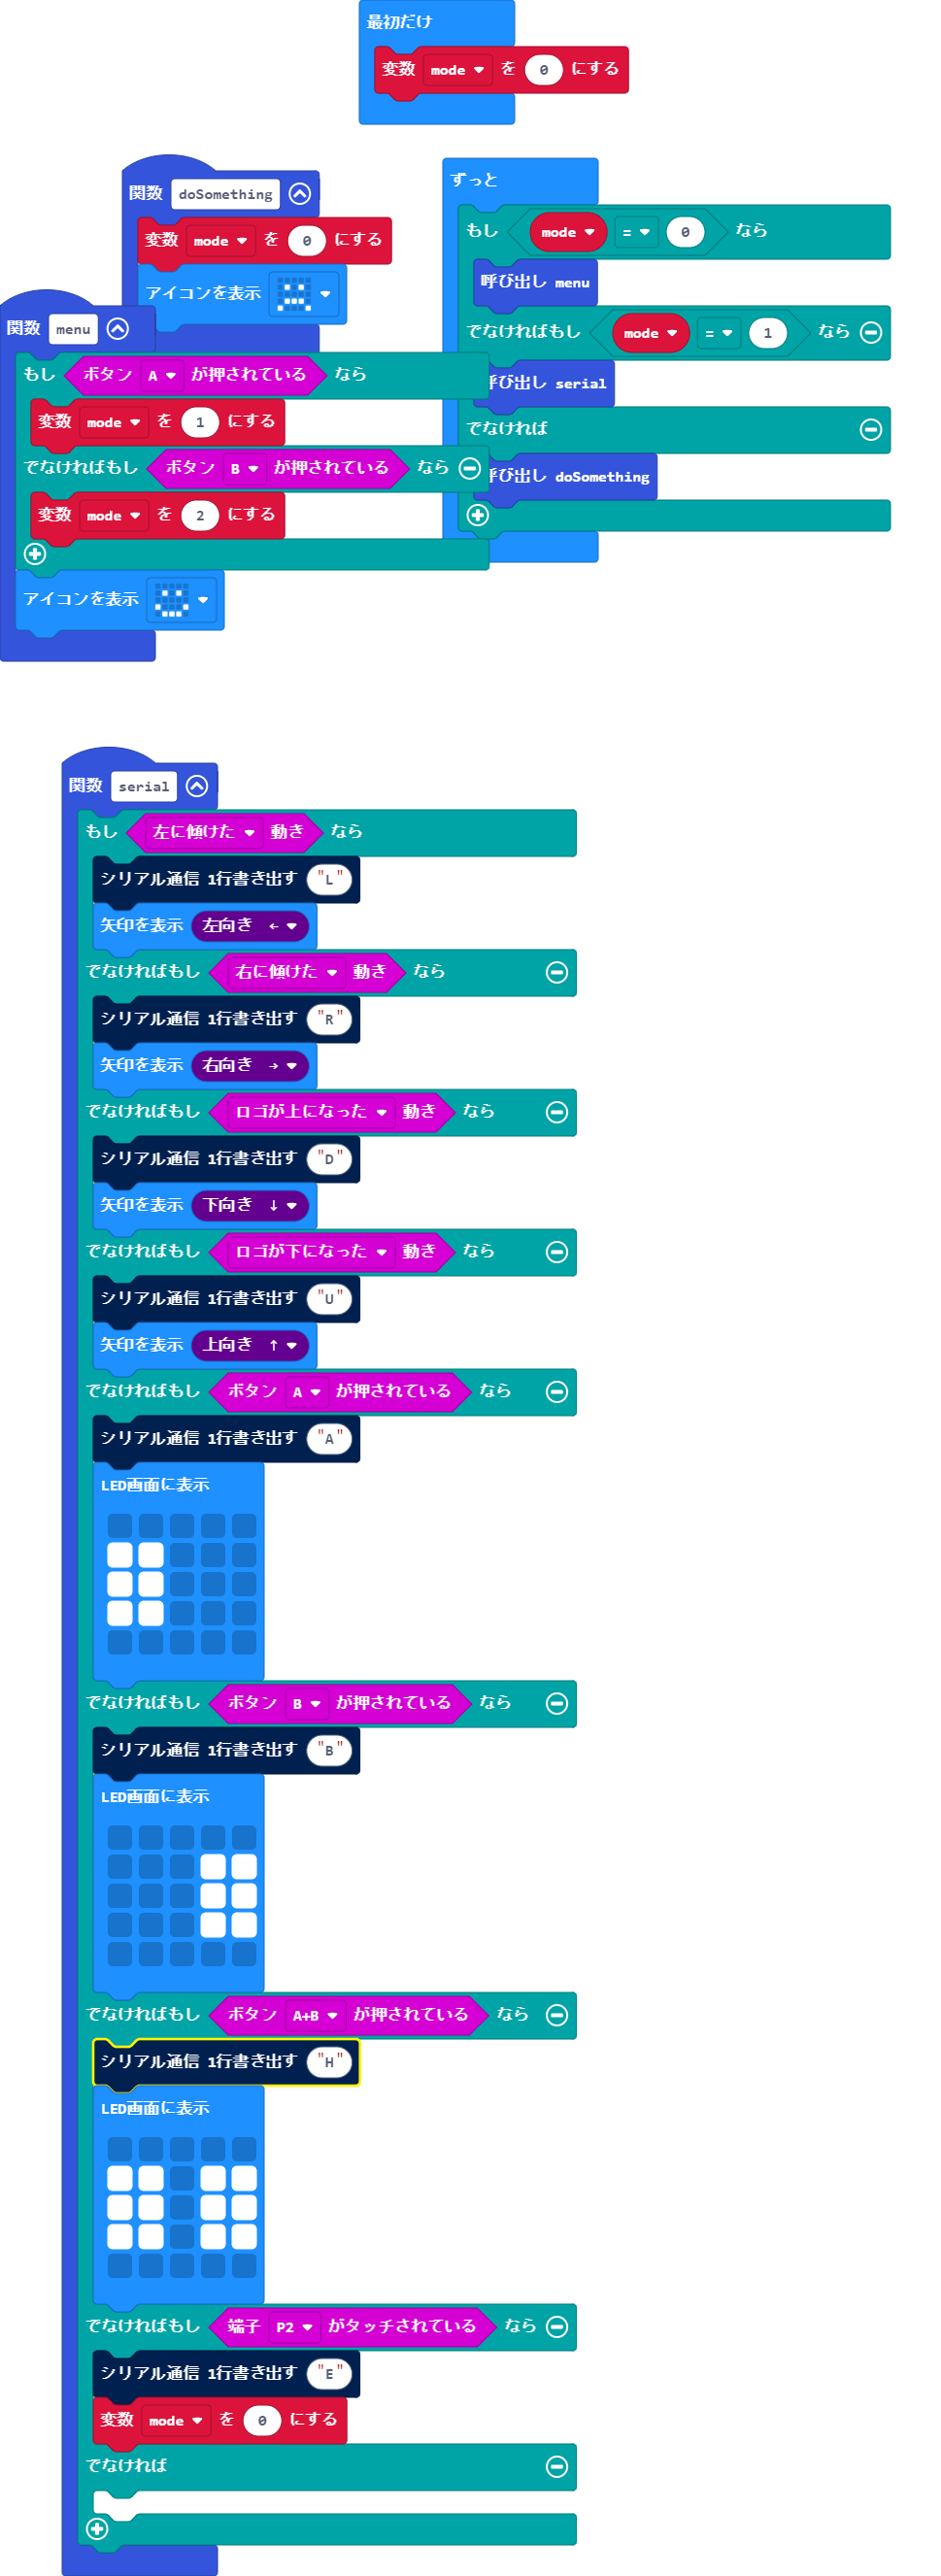 最初だけ
変数 mode を 0 にする
関数 doSomething
変数 mode を 0 にする
アイコンを表示
関数 menu
もし ボタン A が押されている なら
変数 mode を 1 にする
でなければもし ボタン B が押されている なら
変数 mode を 2 にする
アイコンを表示
ずっと
もし mode = 0 なら
呼び出し menu
でなければもし mode = 1 なら
呼び出し serial
でなければ
呼び出し doSomething
関数 serial
もし 左に傾けた 動き なら
シリアル通信 1行書き出す "L"
矢印を表示 左向き ←
でなければもし 右に傾けた 動き なら
シリアル通信 1行書き出す "R"
矢印を表示 右向き →
でなければもし ロゴが上になった 動き なら
シリアル通信 1行書き出す "D"
矢印を表示 下向き ↓
でなければもし ロゴが下になった 動き なら
シリアル通信 1行書き出す "U"
矢印を表示 上向き ↑
でなければもし ボタン A が押されている なら
シリアル通信 1行書き出す "A"
LED画面に表示
でなければもし ボタン B が押されている なら
シリアル通信 1行書き出す "B"
LED画面に表示
でなければもし ボタン A+B が押されている なら
シリアル通信 1行書き出す "H"
LED画面に表示
でなければもし 端子 P2 がタッチされている なら
シリアル通信 1行書き出す "E"
変数 mode を 0 にする
でなければ